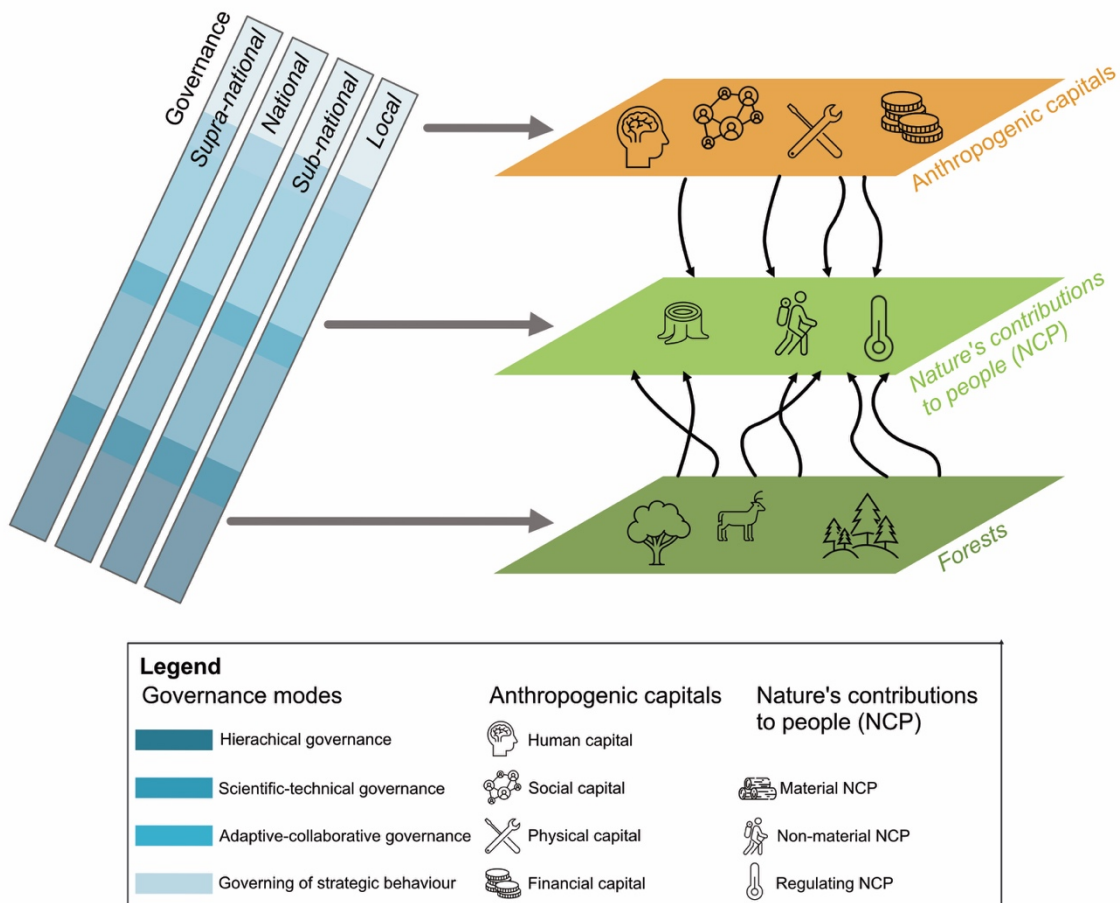 Governance
Supra-national
National
Sub-national
Local
Anthropogenic capitals
Nature's contributions
to people (NCP)
Forests
Legend
Governance modes
Hierachical governance
Scientific-technical governance
Adaptive-collaborative governance
Governing of strategic behaviour
Anthropogenic capitals
Human capital
Social capital
Physical capital
Financial capital
Nature's contributions
to people (NCP)
Material NCP
Non-material NCP
Regulating NCP